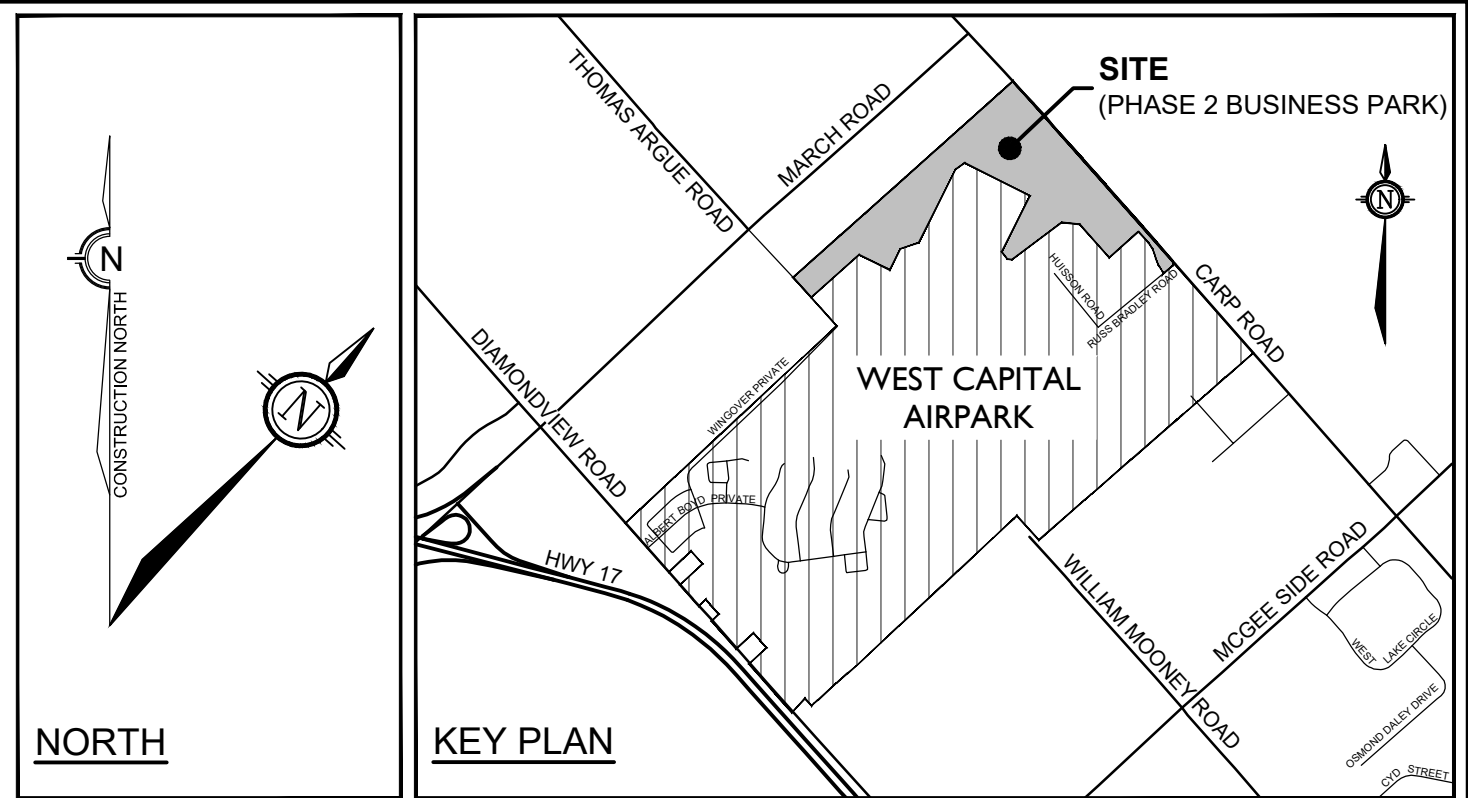 N
CONSTRUCTION NORTH
N
NORTH
THOMAS ARGUE ROAD
MARCH ROAD
SITE
(PHASE 2 BUSINESS PARK)
N
HUISSON ROAD
RUSS BRADLEY ROAD
CARP ROAD
DIAMONDVIEW ROAD
WINGOVER PRIVATE
WEST CAPITAL
AIRPARK
ALBERT BOYD PRIVATE
HWY 17
WILLIAM MOONEY ROAD
MCGEE SIDE ROAD
WEST LAKE CIRCLE
OSMOND DALEY DRIVE
CYD STREET
KEY PLAN